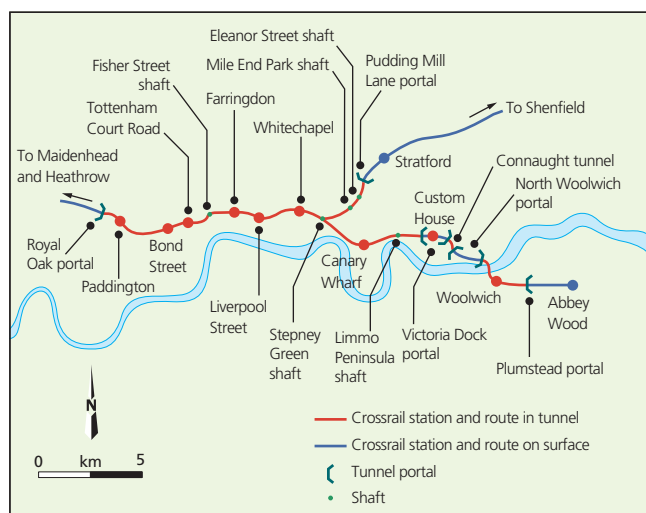 Eleanor Street shaft
Mile End Park shaft
Pudding Mill
Lane portal
Fisher Street
shaft
Farringdon
To Shenfield
Tottenham
Court Road
Whitechapel
Stratford
Connaught tunnel
To Maidenhead
and Heathrow
North Woolwich
portal
Custom
House
Royal
Oak portal
Bond
Street
Canary
Wharf
Paddington
Woolwich
Abbey
Wood
Liverpool
Street
Stepney
Green
shaft
Limmo
Peninsula
shaft
Victoria Dock
portal
Plumstead portal
N
0 km 5
Crossrail station and route in tunnel
Crossrail station and route on surface
Tunnel portal
Shaft